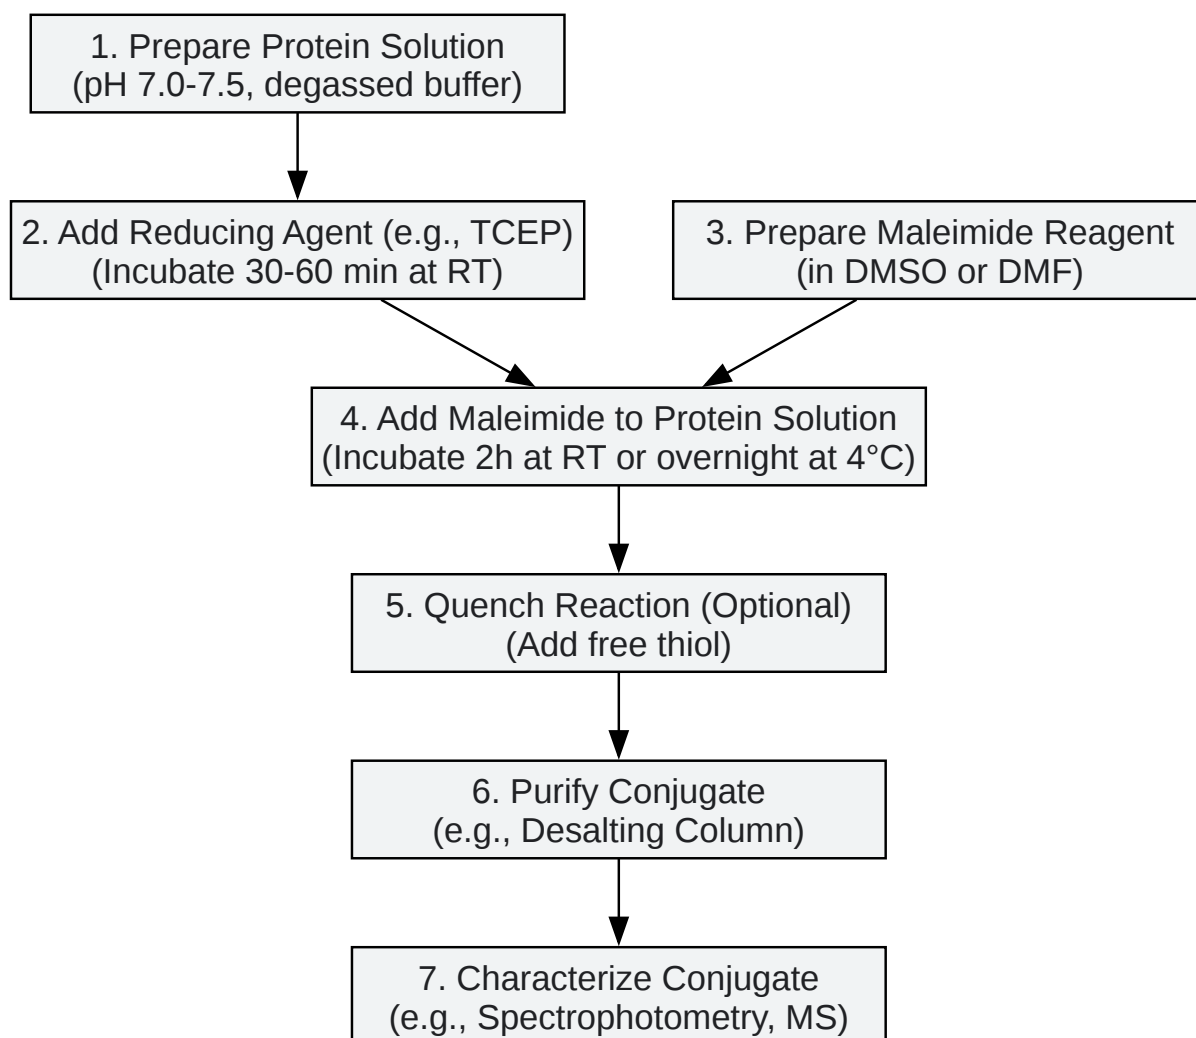 1. Prepare Protein Solution
(pH 7.0-7.5, degassed buffer)
2. Add Reducing Agent (e.g., TCEP)
(Incubate 30-60 min at RT)
3. Prepare Maleimide Reagent
(in DMSO or DMF)
4. Add Maleimide to Protein Solution
(Incubate 2h at RT or overnight at 4°C)
5. Quench Reaction (Optional)
(Add free thiol)
6. Purify Conjugate
(e.g., Desalting Column)
7. Characterize Conjugate
(e.g., Spectrophotometry, MS)